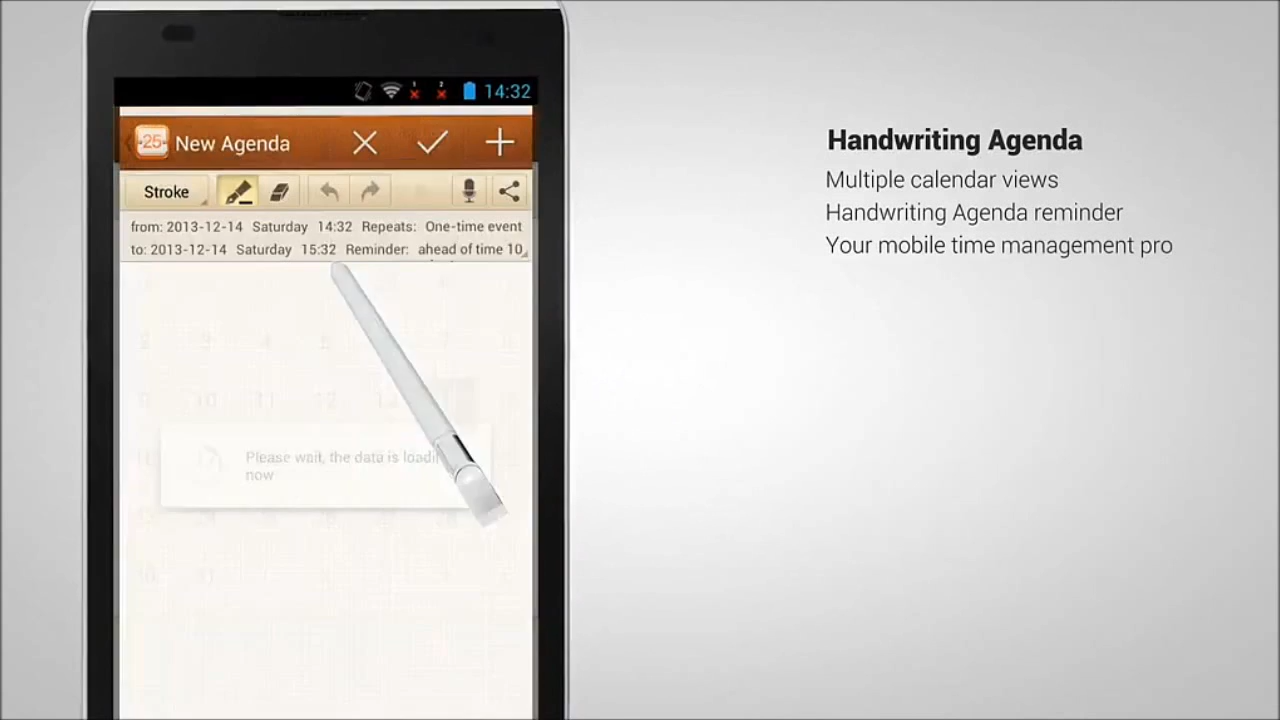 14:32
25 New Agenda
Stroke
from: 2013-12-14 Saturday 14:32 Repeats: One-time event
to: 2013-12-14 Saturday 15:32 Reminder: ahead of time 10
Please wait, the data is loadi
now
Handwriting Agenda
Multiple calendar views
Handwriting Agenda reminder
Your mobile time management pro